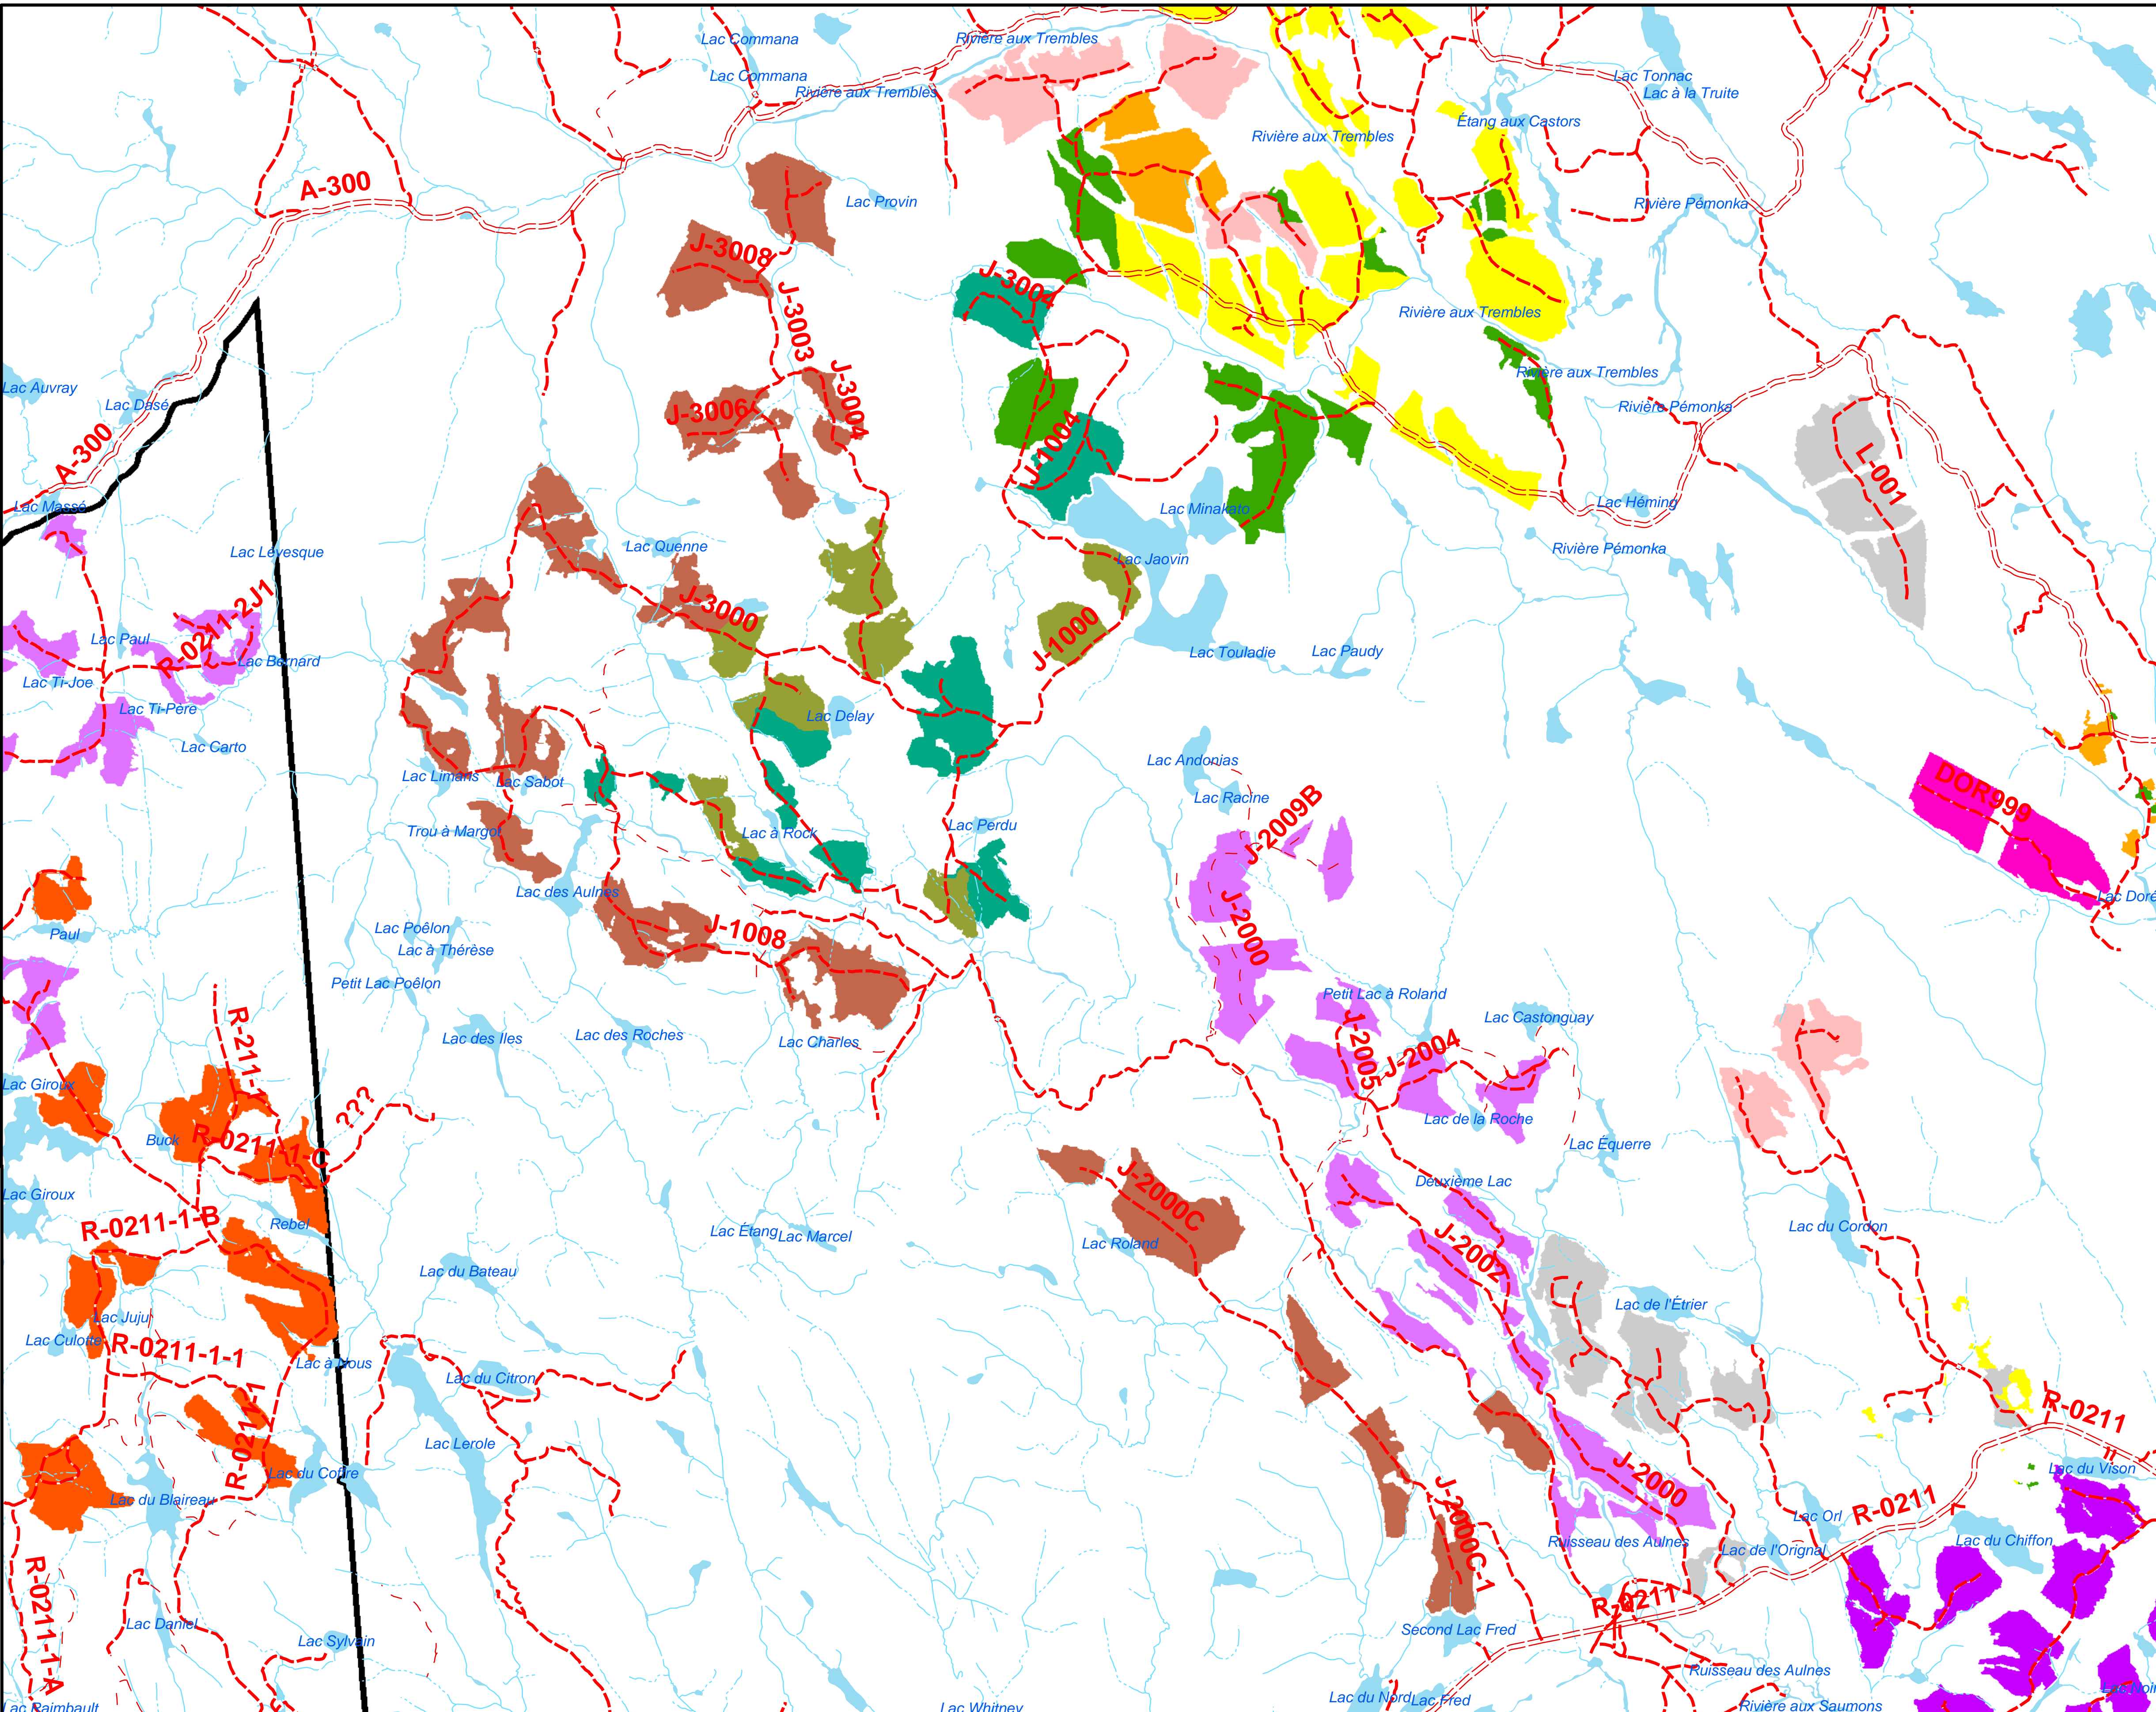 Lac Commana
Rivière aux Trembles
Lac Commana
Lac Tonnac
Rivière aux Trembles
Lac à la Truite
Étang aux Castors
Rivière aux Trembles
A-300
Lac Provin
Rivière Pémonka
J-3008
J-3004
J-3003
Rivière aux Trembles
Lac Auvray
Lac Dasé
J-3004
Rivière aux Trembles
J-3006
Rivière Pémonka
A-300
J-1004
L-001
Lac Massé
Lac Minakato
Lac Héming
Lac Levesque
Lac Quenne
Lac Jaovin
Rivière Pémonka
R-0211-2J1
J-3000
J-1000
Lac Paul
Lac Bernard
Lac Touladie
Lac Paudy
Lac Ti-Joe
Lac Ti-Père
Lac Delay
Lac Carto
Lac Andonias
Lac Limans
Lac Sabot
Lac Racine
DOR999
J-2009B
Trou à Margot
Lac à Rock
Lac Perdu
Lac des Aulnes
Lac Doré
J-2000
Paul
Lac Poêlon
J-1008
Lac à Thérèse
Petit Lac Poêlon
Petit Lac à Roland
R-211-1
Lac des Iles
Lac des Roches
Lac Charles
Lac Castonguay
J-2005
J-2004
Lac Giroux
???
Lac de la Roche
Buck
R-0211-1-C
Lac Équerre
J-2000C
Deuxième Lac
Lac Giroux
R-0211-1-B
Rebel
Lac Étang
Lac Marcel
Lac Roland
J-2002
Lac du Cordon
Lac du Bateau
Lac Juju
Lac de l'Étrier
Lac Culotte
R-0211-1-1
Lac à Nous
Lac du Citron
R-0211-1
R-0211
Lac Lerole
Lac du Coffre
J-2000
Lac du Vison
Lac du Blaireau
R-0211
Lac Orl
J-2000C-1
Ruisseau des Aulnes
Lac de l'Orignal
Lac du Chiffon
R-0211-1-A
R-0211
Lac Daniel
Lac Sylvain
Second Lac Fred
Ruisseau des Aulnes
Lac Raimbault
Lac Whitney
Lac du Nord
Lac Fred
Rivière aux Saumons